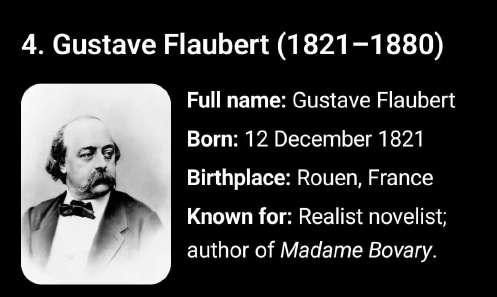 4. Gustave Flaubert (1821–1880)
Full name: Gustave Flaubert
Born: 12 December 1821
Birthplace: Rouen, France
Known for: Realist novelist;
author of Madame Bovary.